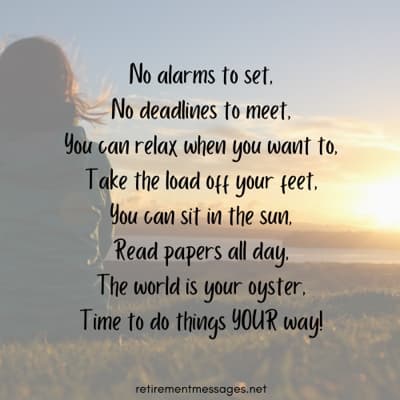 No alarms to set,
No deadlines to meet,
You can relax when you want to,
Take the load off your feet,
You can sit in the sun,
Read papers all day,
The world is your oyster,
Time to do things YOUR way!
retirementmessages.net